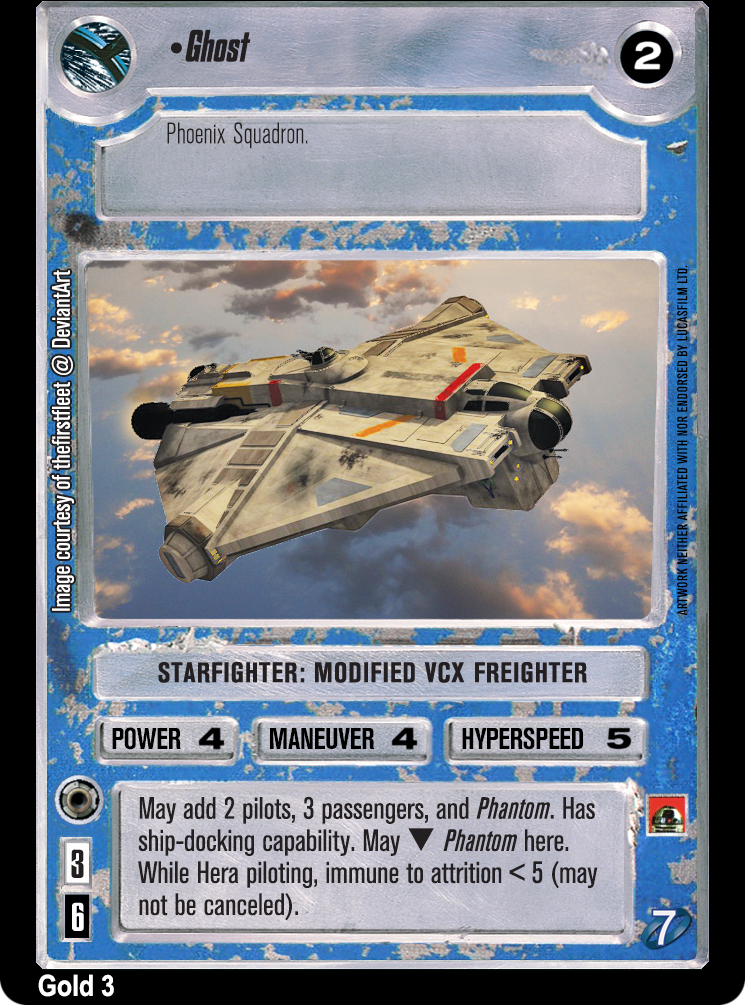 •Ghost
2
Phoenix Squadron.
Image courtesy of thefirstfleet @ DeviantArt
ARTWORK NEITHER AFFILIATED WITH NOR ENDORSED BY LUCASFILM LTD.
STARFIGHTER: MODIFIED VCX FREIGHTER
POWER 4 MANEUVER 4 HYPERSPEED 5
May add 2 pilots, 3 passengers, and Phantom. Has
ship-docking capability. May ▼ Phantom here.
While Hera piloting, immune to attrition < 5 (may
not be canceled).
3
6
7
Gold 3